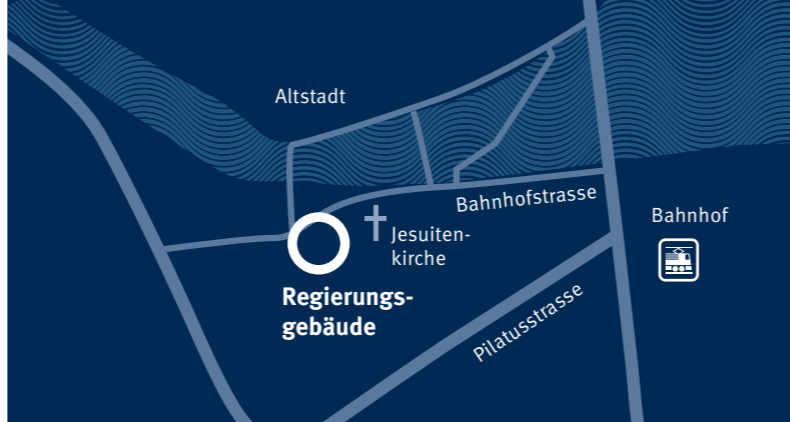 Altstadt
Bahnhofstrasse
Bahnhof
Jesuiten-
kirche
Regierungs-
gebäude
Pilatusstrasse